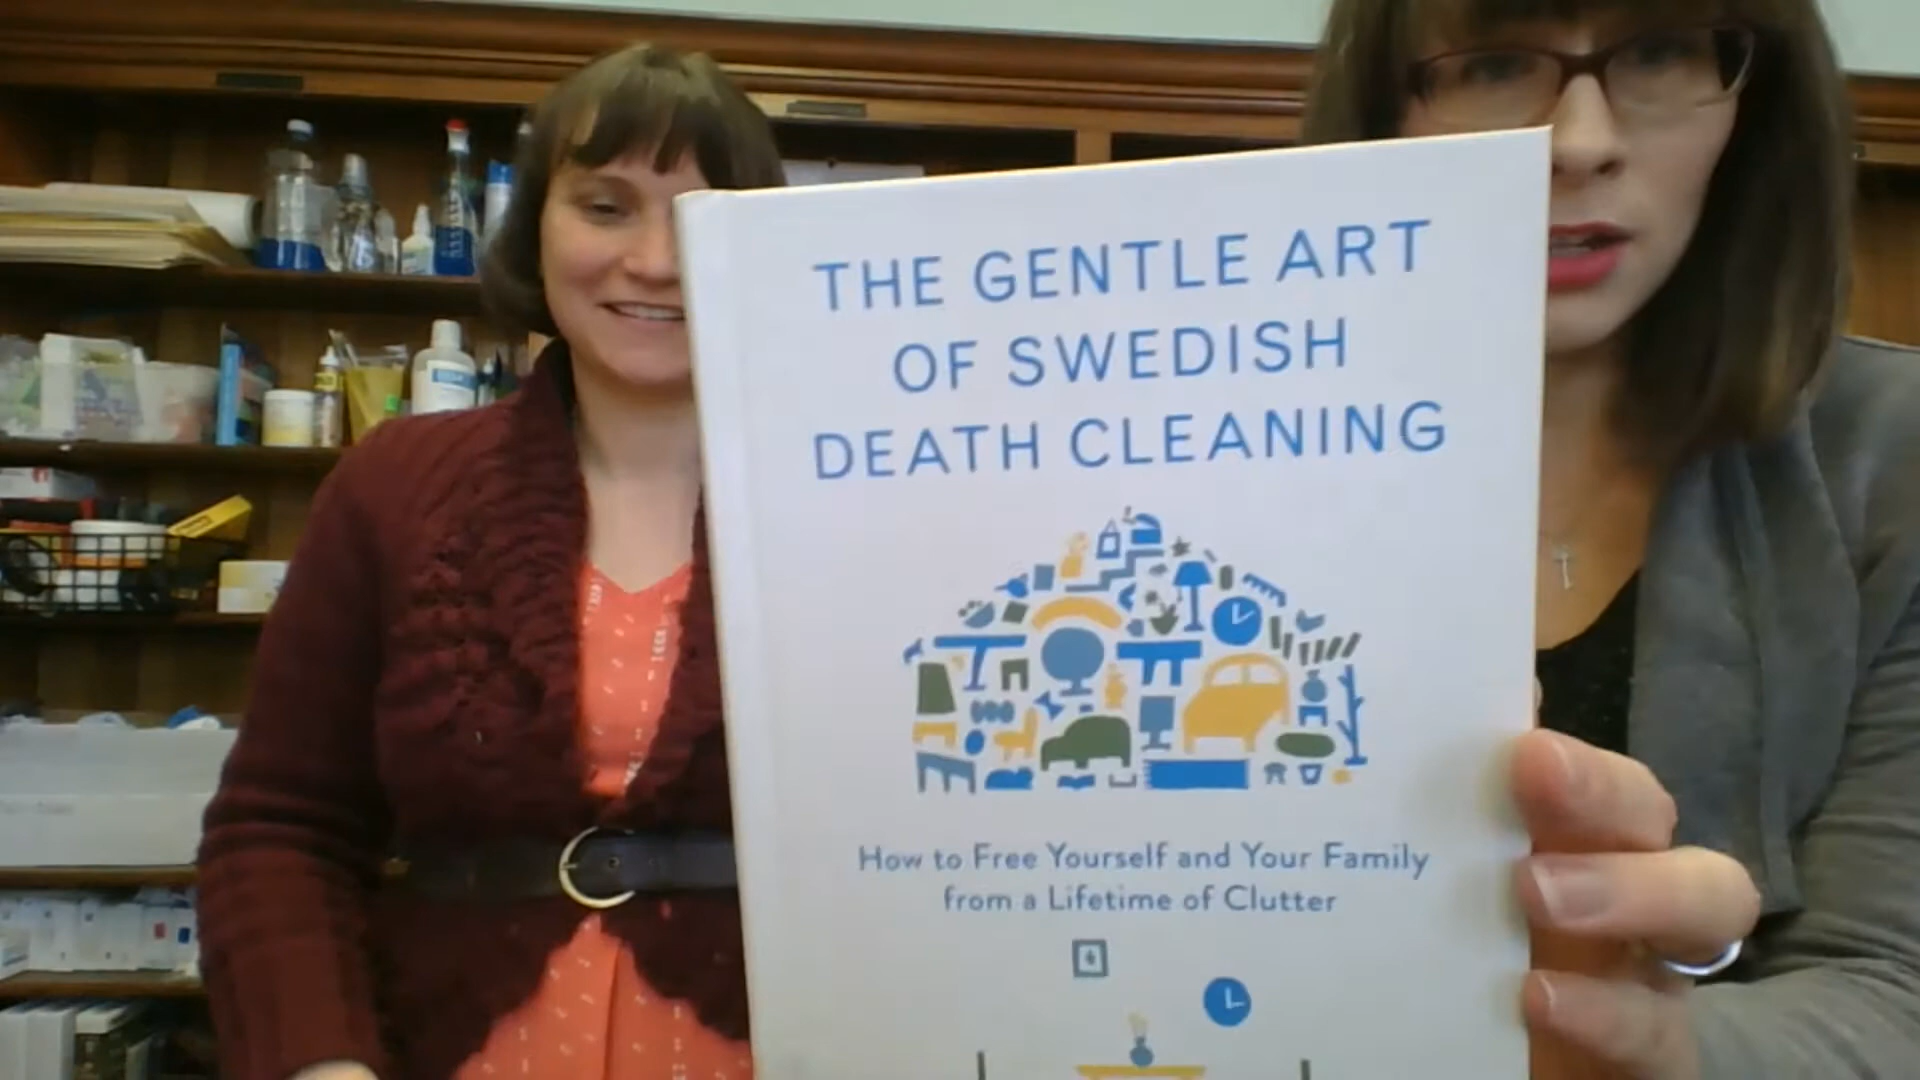 THE GENTLE ART
OF SWEDISH
DEATH CLEANING
How to Free Yourself and Your Family
from a Lifetime of Clutter